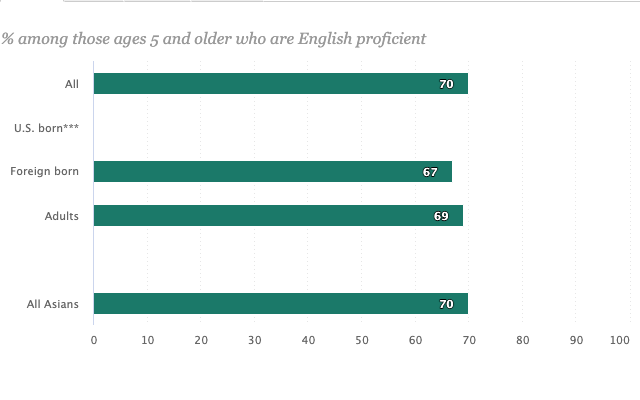 % among those ages 5 and older who are English proficient
All 70
U.S. born***
Foreign born 67
Adults 69
All Asians 70
0 10 20 30 40 50 60 70 80 90 100